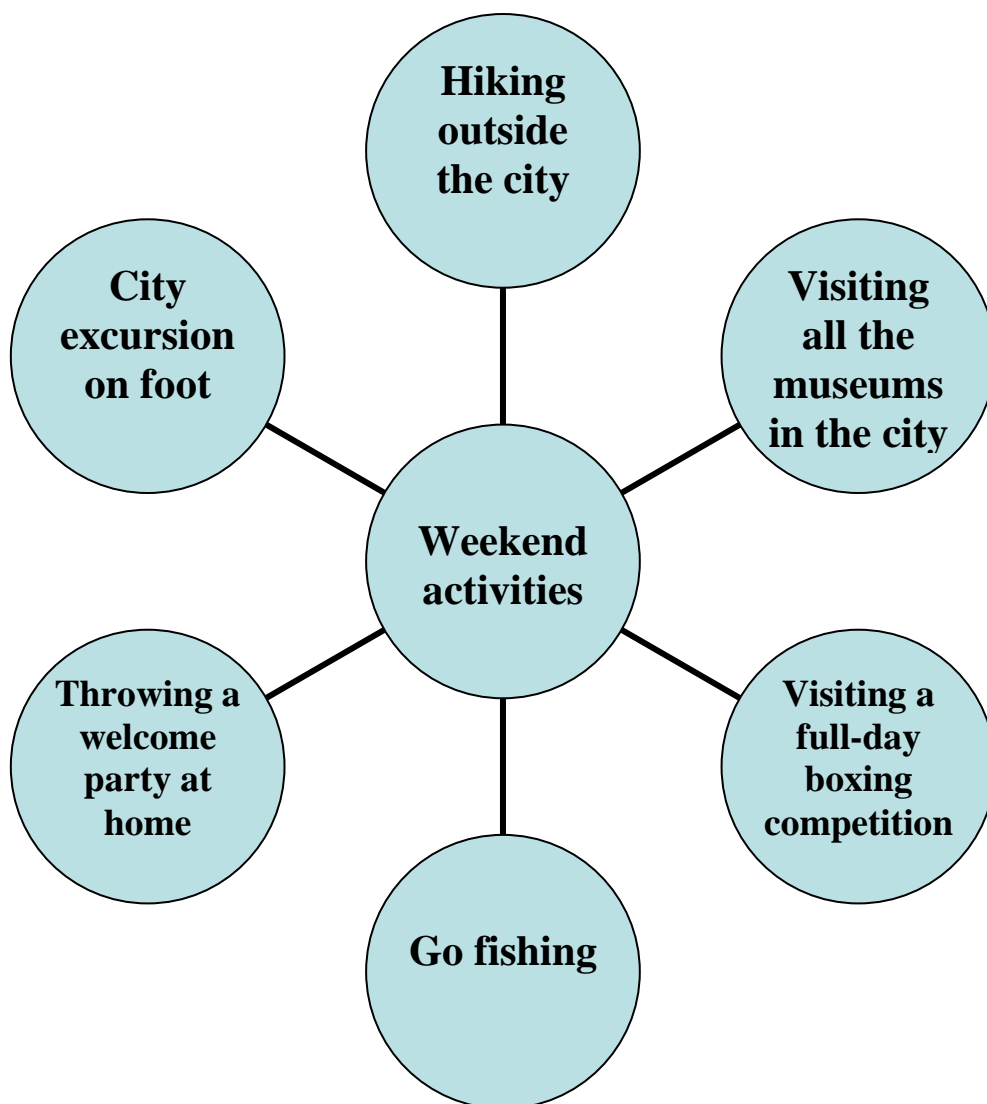 Hiking
outside
the city
City
excursion
on foot
Visiting
all the
museums
in the city
Weekend
activities
Throwing a
welcome
party at
home
Visiting a
full-day
boxing
competition
Go fishing